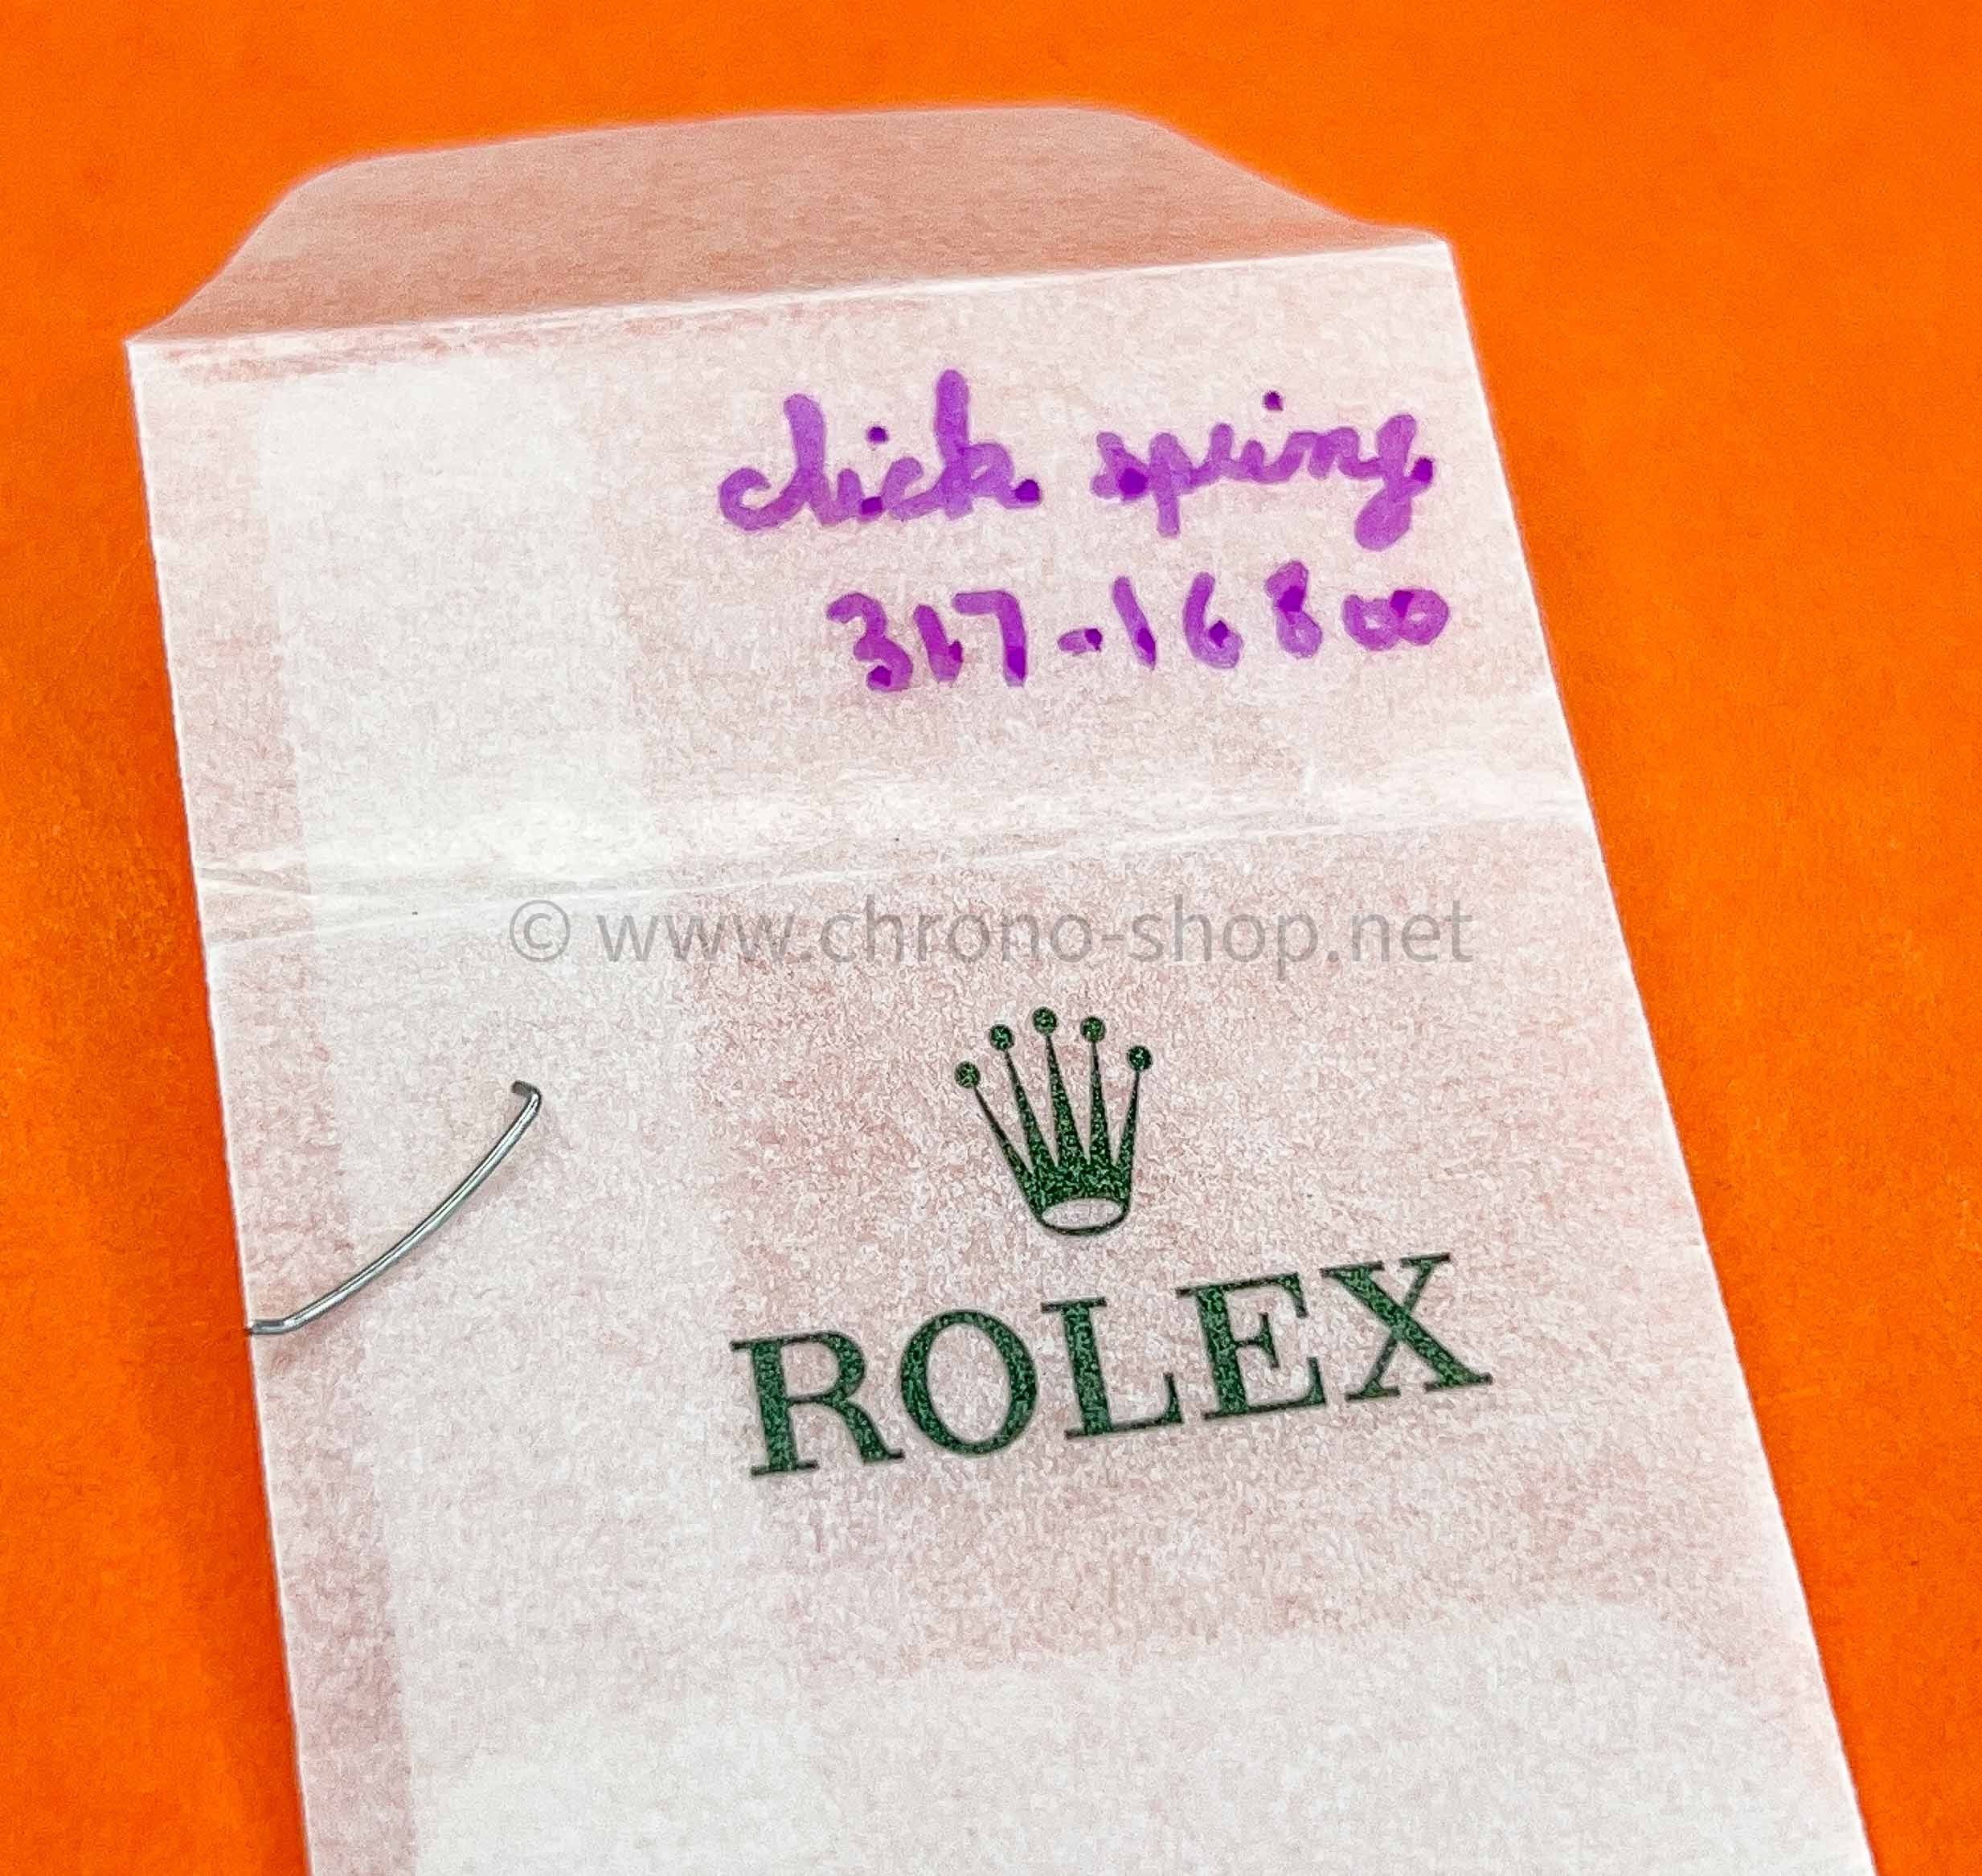 click spring
317-16800
© www.chrono-shop.net
ROLEX